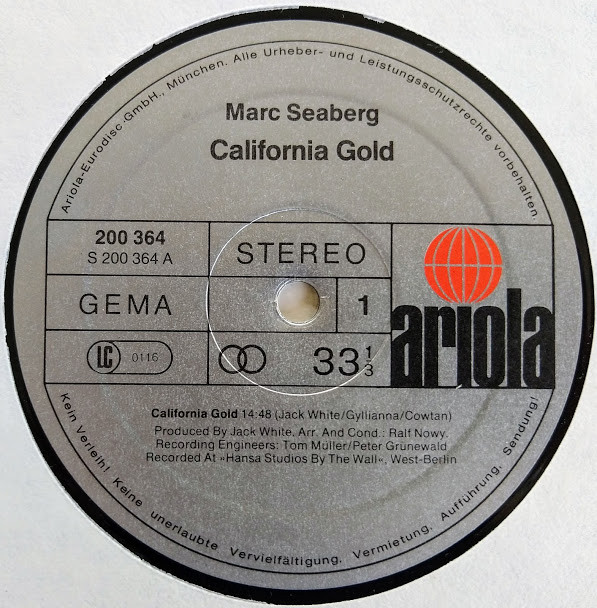 Ariola-Eurodisc-GmbH., München. Alle Urheber- und Leistungsschutzrechte vorbehalten.
Marc Seaberg
California Gold
200 364
S 200 364 A
STEREO
GEMA
1
LC 0116
33 1/3
ariola
California Gold 14:48 (Jack White/Gyllianna/Cowtan)
Produced By Jack White. Arr. And Cond.: Ralf Nowy.
Recording Engineers: Tom Müller/Peter Grünewald
Recorded At »Hansa Studios By The Wall«, West-Berlin
Kein Verleih! Keine unerlaubte Vervielfältigung, Vermietung, Aufführung, Sendung!